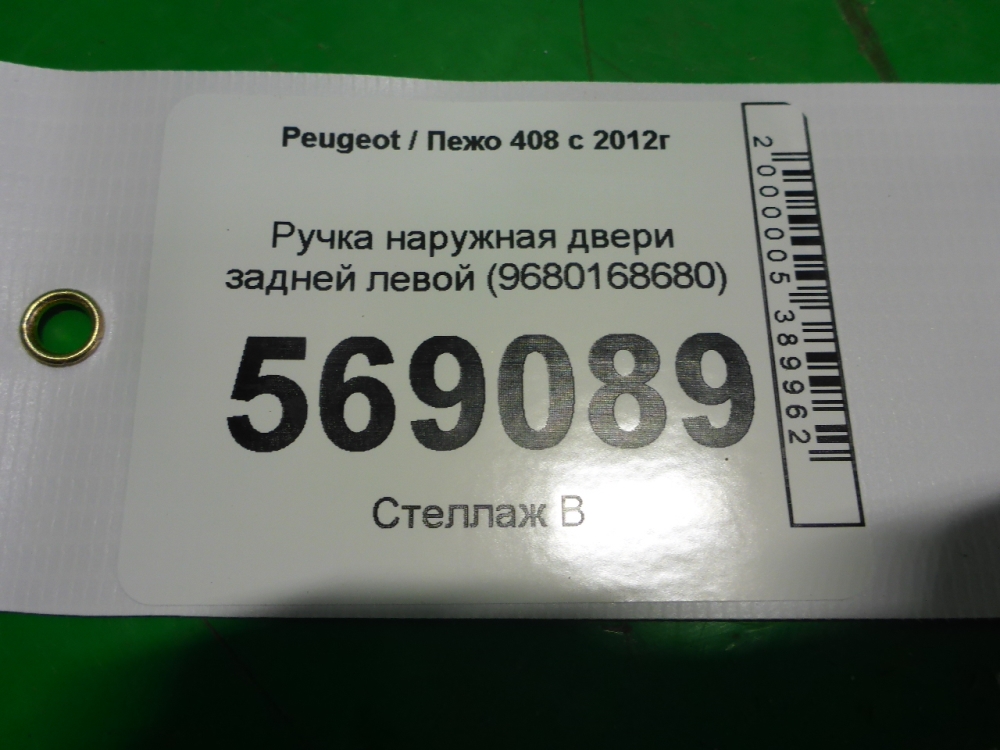 Peugeot / Пежо 408 с 2012г
Ручка наружная двери
задней левой (9680168680)
569089
Стеллаж В
2 000005 389962